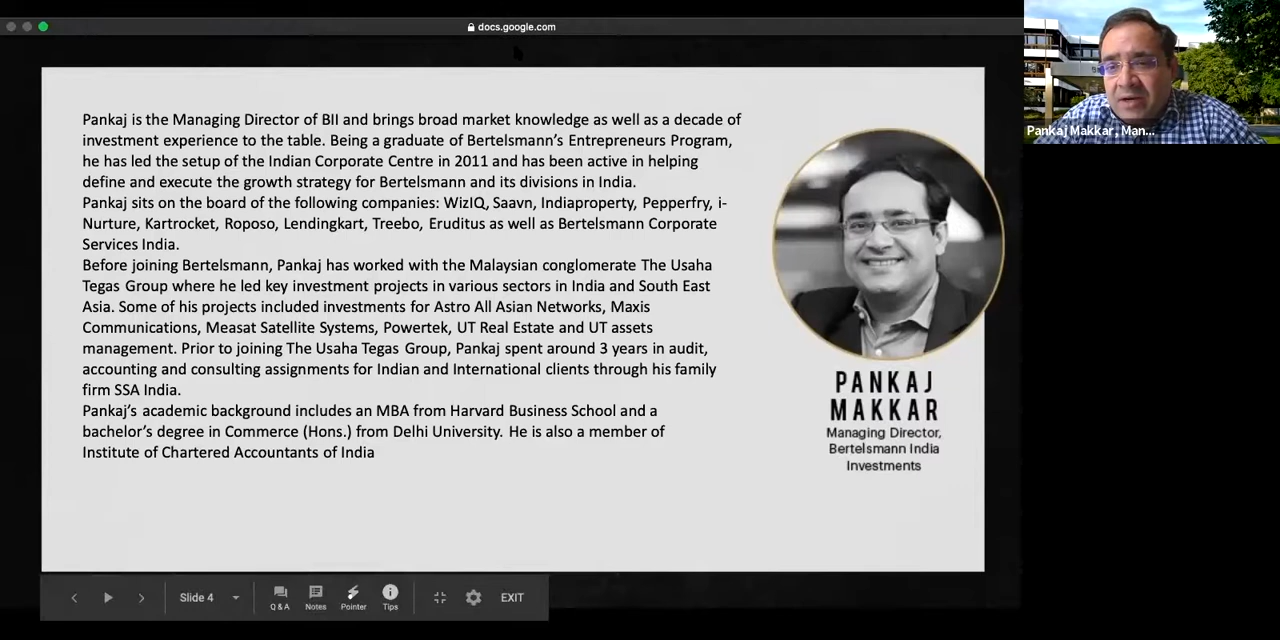 docs.google.com
Pankaj is the Managing Director of BII and brings broad market knowledge as well as a decade of
investment experience to the table. Being a graduate of Bertelsmann's Entrepreneurs Program,
he has led the setup of the Indian Corporate Centre in 2011 and has been active in helping
define and execute the growth strategy for Bertelsmann and its divisions in India.
Pankaj sits on the board of the following companies: WizIQ, Saavn, Indiaproperty, Pepperfry, i-
Nurture, Kartrocket, Roposo, Lendingkart, Treebo, Eruditus as well as Bertelsmann Corporate
Services India.
Before joining Bertelsmann, Pankaj has worked with the Malaysian conglomerate The Usaha
Tegas Group where he led key investment projects in various sectors in India and South East
Asia. Some of his projects included investments for Astro All Asian Networks, Maxis
Communications, Measat Satellite Systems, Powertek, UT Real Estate and UT assets
management. Prior to joining The Usaha Tegas Group, Pankaj spent around 3 years in audit,
accounting and consulting assignments for Indian and International clients through his family
firm SSA India.
Pankaj's academic background includes an MBA from Harvard Business School and a
bachelor's degree in Commerce (Hons.) from Delhi University. He is also a member of
Institute of Chartered Accountants of India
PANKAJ
MAKKAR
Managing Director,
Bertelsmann India
Investments
Pankaj Makkar, Man...
Slide 4
Q & A
Notes
Pointer
Tips
EXIT